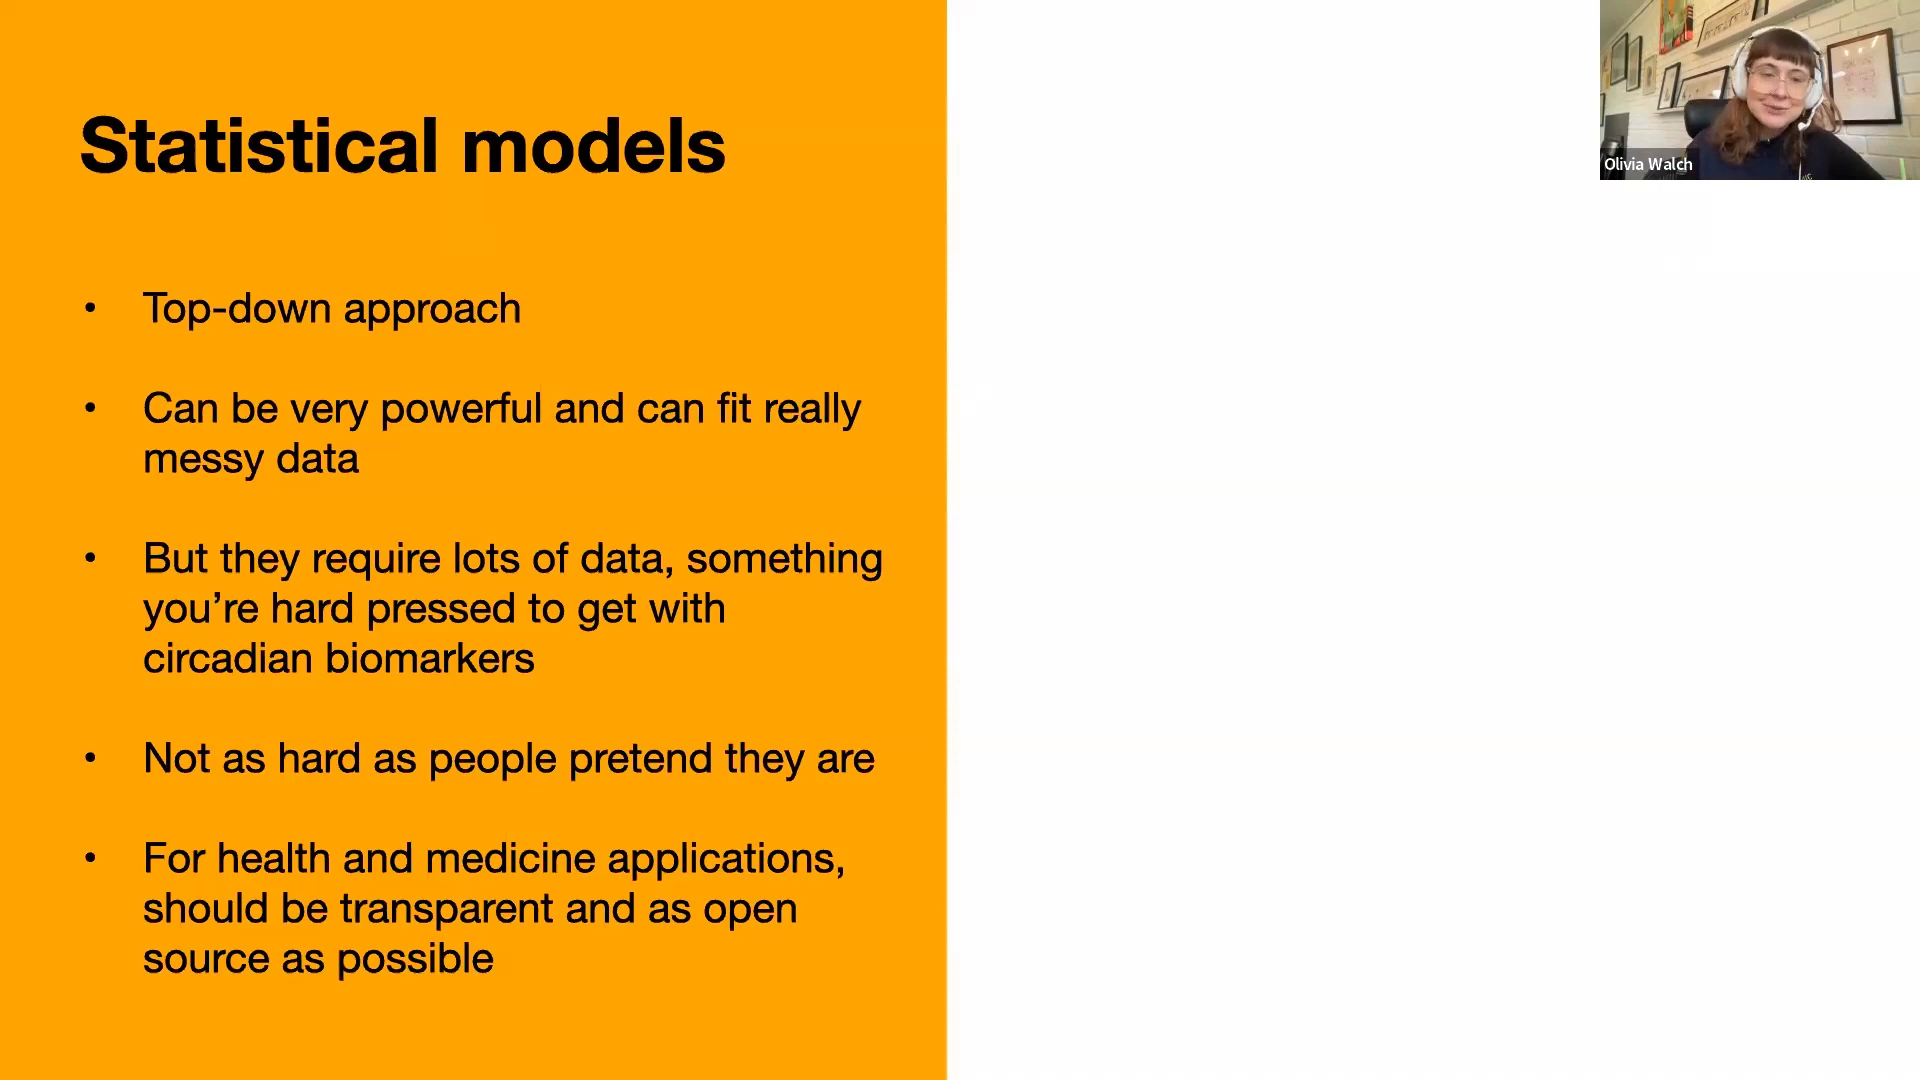 Statistical models
• Top-down approach
• Can be very powerful and can fit really
messy data
• But they require lots of data, something
you’re hard pressed to get with
circadian biomarkers
• Not as hard as people pretend they are
• For health and medicine applications,
should be transparent and as open
source as possible
Olivia Walch